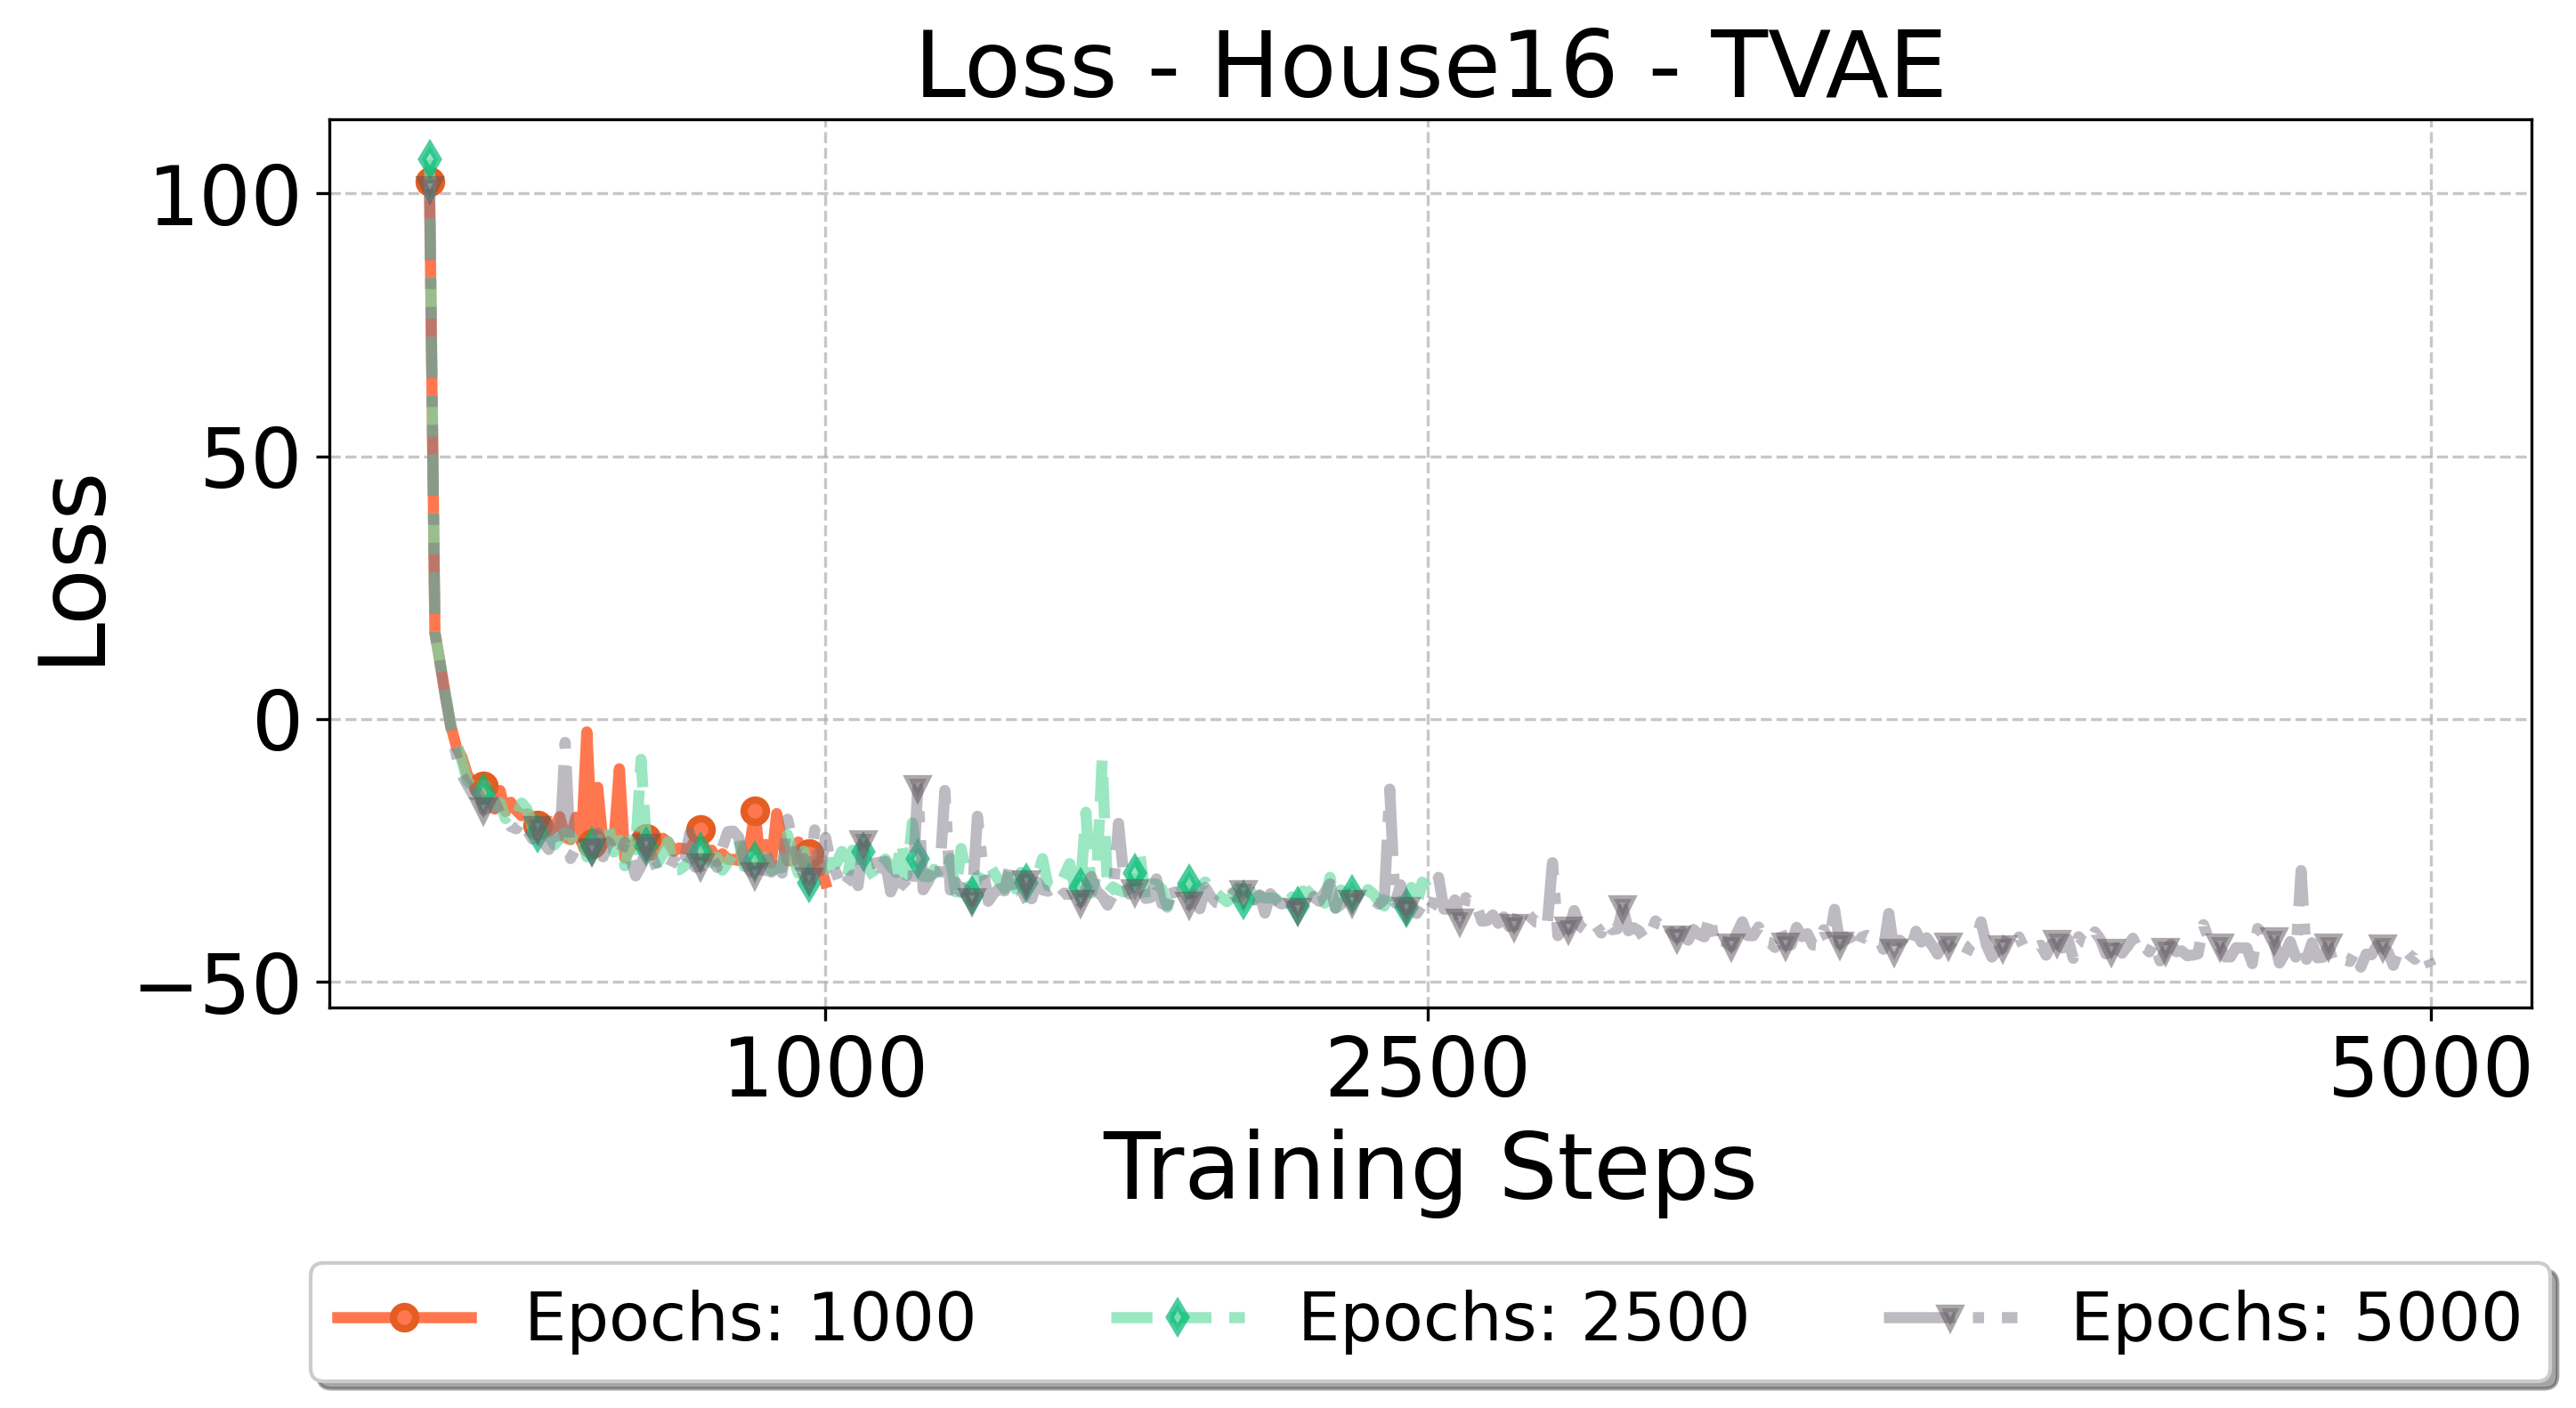 Loss - House16 - TVAE
100
50
0
−50
Loss
1000 2500 5000
Training Steps
Epochs: 1000 Epochs: 2500 Epochs: 5000